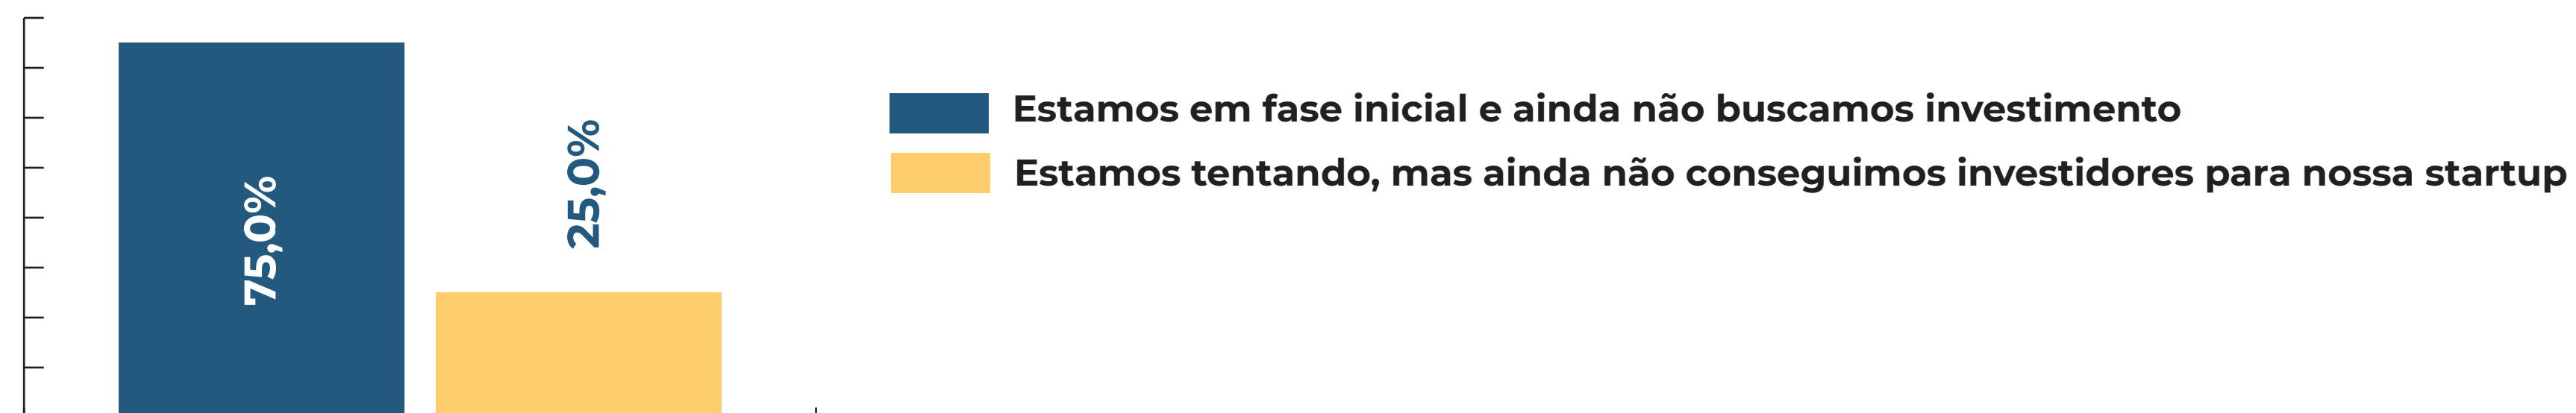 75,0%
25,0%
Estamos em fase inicial e ainda não buscamos investimento
Estamos tentando, mas ainda não conseguimos investidores para nossa startup